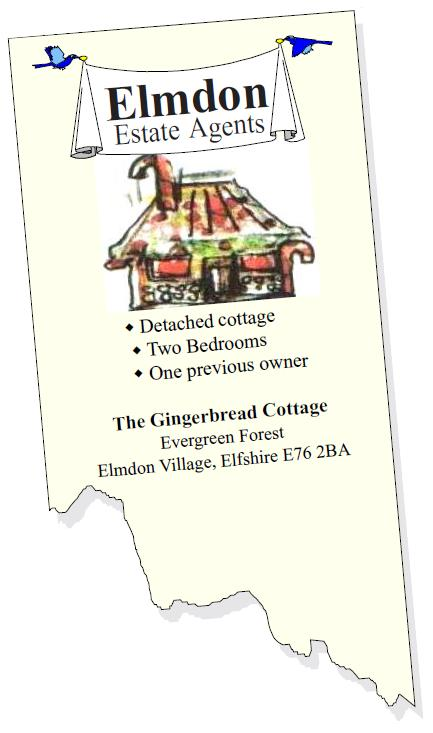 Elmdon
Estate Agents
◆ Detached cottage
◆ Two Bedrooms
◆ One previous owner
The Gingerbread Cottage
Evergreen Forest
Elmdon Village, Elfshire E76 2BA